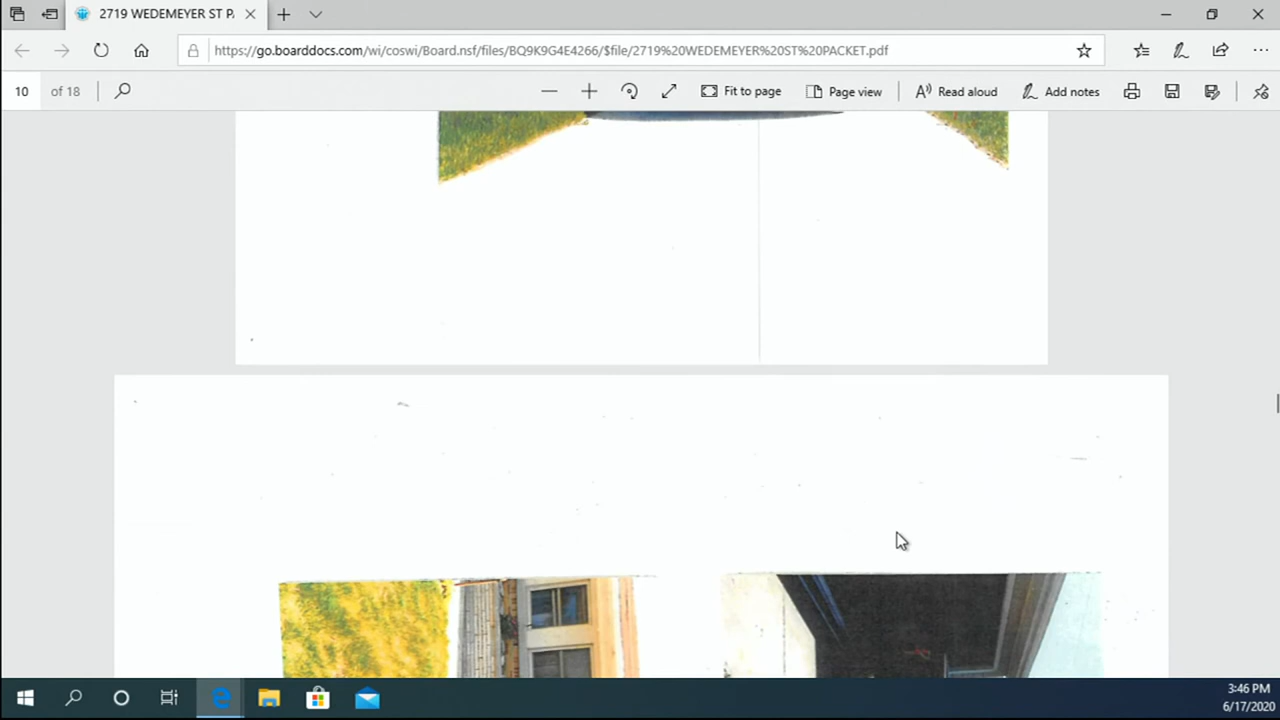 2719 WEDEMEYER ST PA
https://go.boarddocs.com/wi/coswi/Board.nsf/files/BQ9K9G4E4266/$file/2719%20WEDEMEYER%20ST%20PACKET.pdf
10 of 18
Fit to page
Page view
Read aloud
Add notes
3:46 PM
6/17/2020